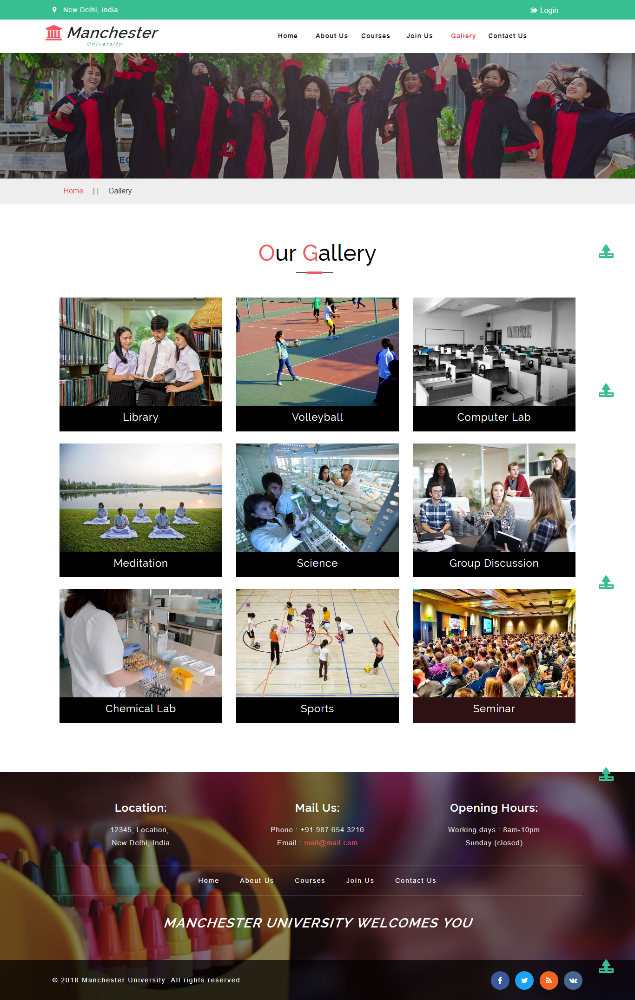 New Delhi, India
Login
Manchester
University
Home About Us Courses Join Us Gallery Contact Us
HUTECH
Home || Gallery
Our Gallery
Library
Volleyball
Computer Lab
Meditation
Science
Group Discussion
Chemical Lab
Sports
Seminar
Location:
12345, Location,
New Delhi, India
Mail Us:
Phone : +91 987 654 3210
Email : mail@mail.com
Opening Hours:
Working days : 8am-10pm
Sunday (closed)
Home About Us Courses Join Us Contact Us
MANCHESTER UNIVERSITY WELCOMES YOU
© 2018 Manchester University. All rights reserved